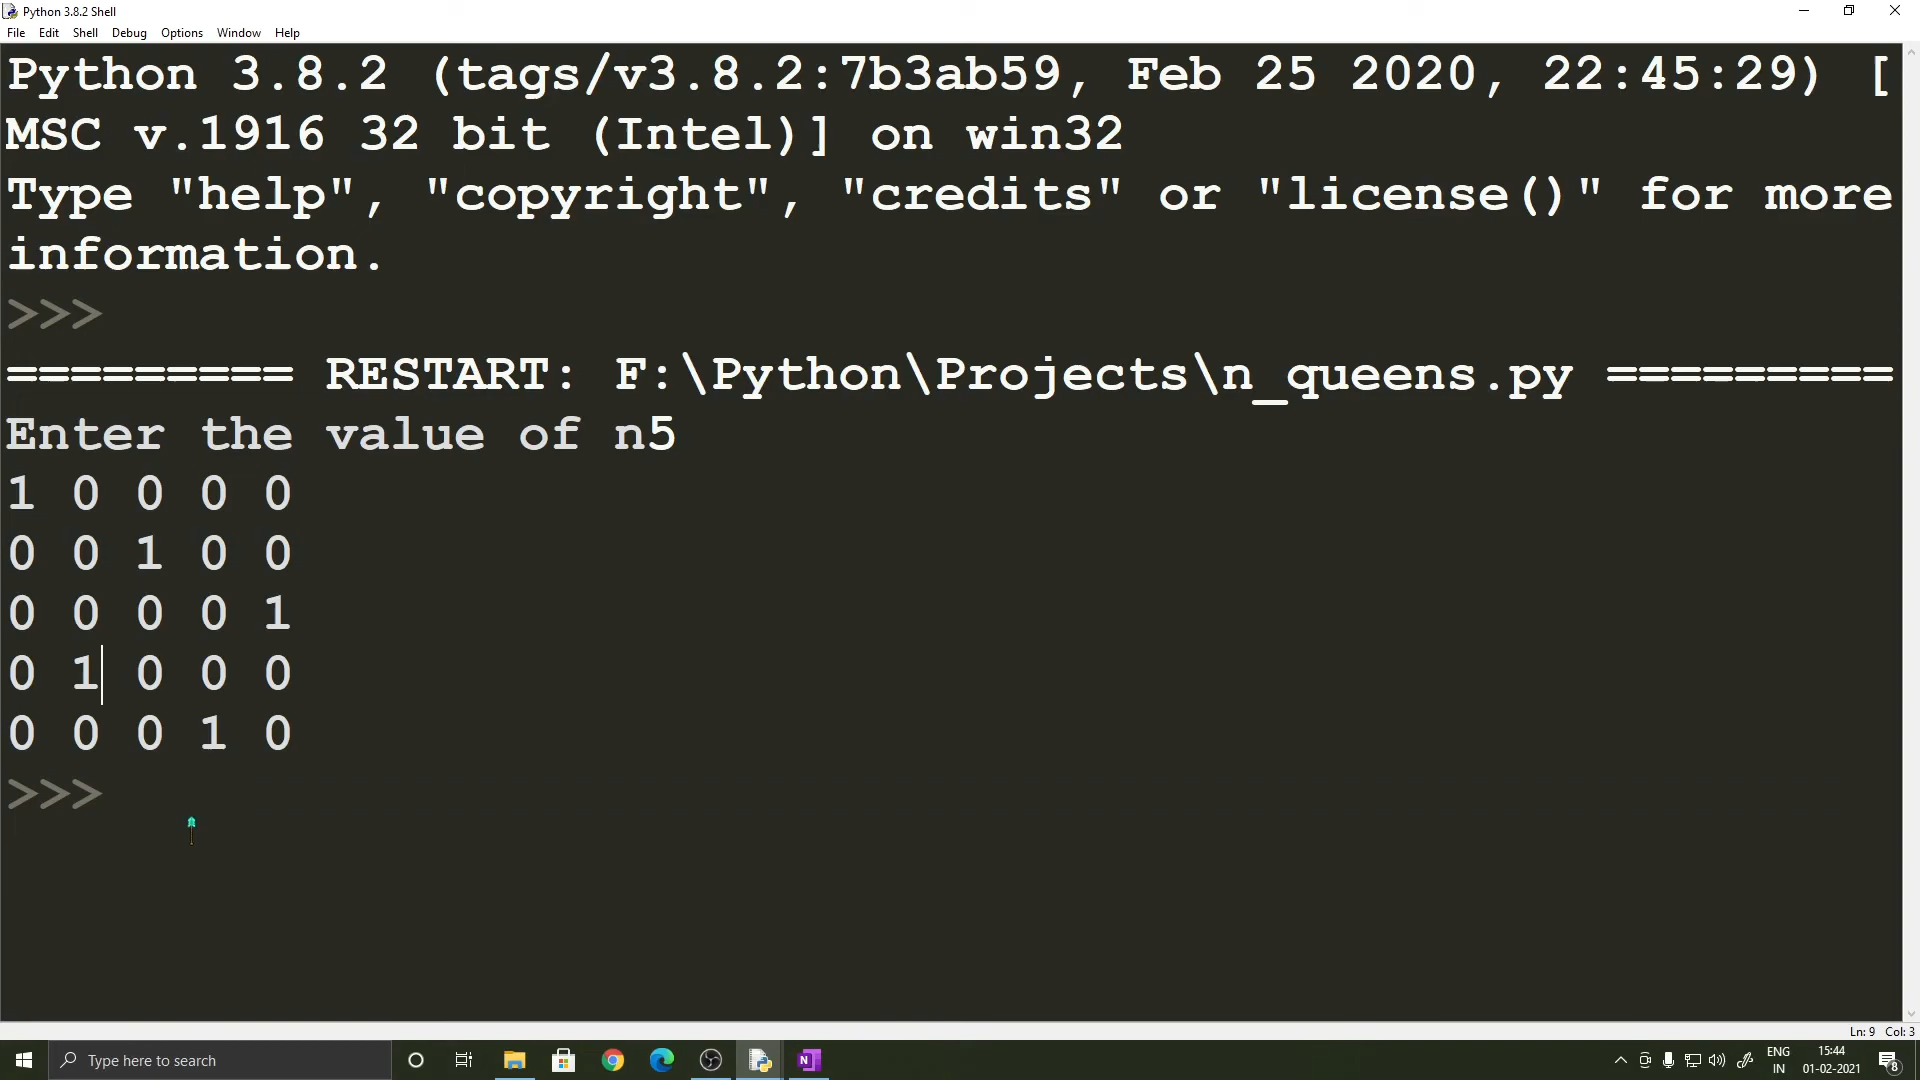 Python 3.8.2 Shell
File Edit Shell Debug Options Window Help
Python 3.8.2 (tags/v3.8.2:7b3ab59, Feb 25 2020, 22:45:29) [
MSC v.1916 32 bit (Intel)] on win32
Type "help", "copyright", "credits" or "license()" for more
information.
>>>
========= RESTART: F:\Python\Projects\n_queens.py =========
Enter the value of n5
1 0 0 0 0
0 0 1 0 0
0 0 0 0 1
0 1 0 0 0
0 0 0 1 0
>>>
Ln: 9 Col: 3
Type here to search
N
ENG
IN
15:44
01-02-2021
8